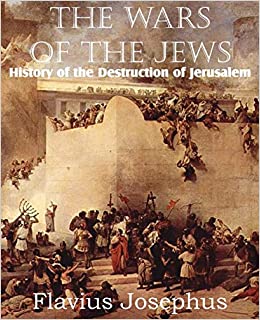 THE WARS
OF THE JEWS
History of the Destruction of Jerusalem
Flavius Josephus